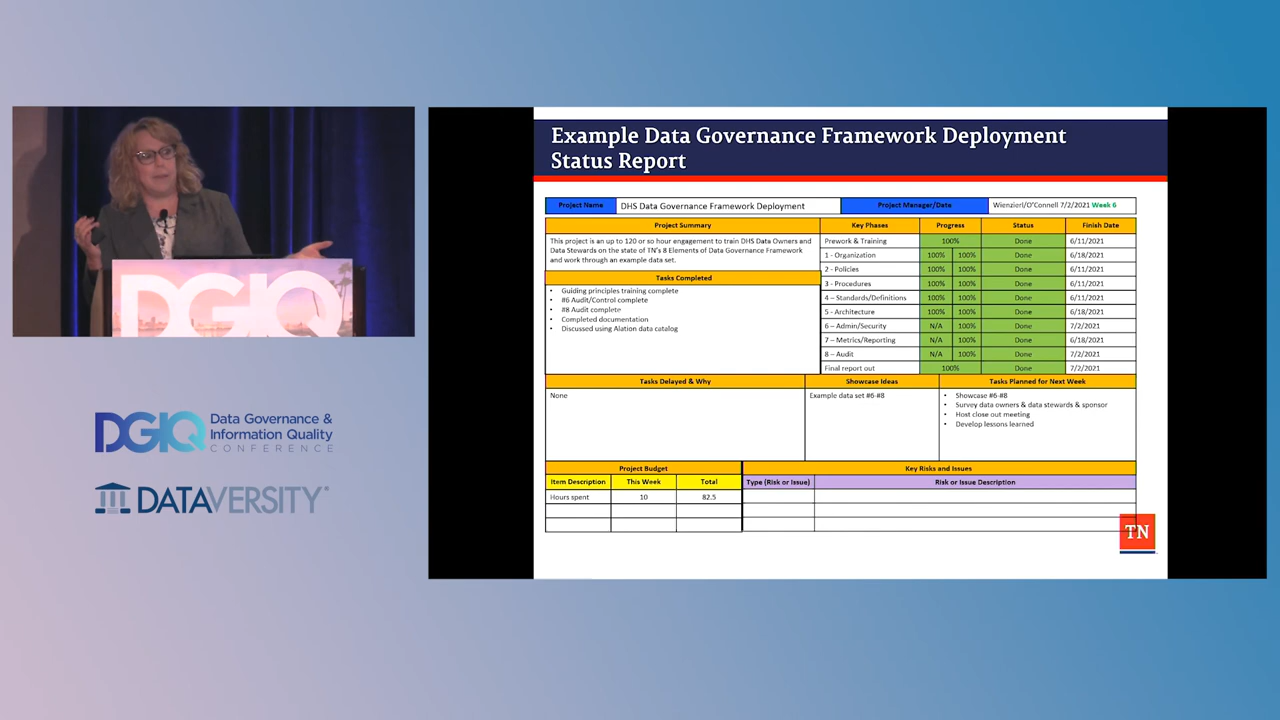 DGIQ
DGIQ
Data Governance &
Information Quality
CONFERENCE
DATAVERSITY
Example Data Governance Framework Deployment
Status Report
Project Name DHS Data Governance Framework Deployment Project Manager/Date Wienzierl/O'Connell 7/2/2021 Week 6
Project Summary
This project is an up to 120 or so hour engagement to train DHS Data Owners and
Data Stewards on the state of TN's 8 Elements of Data Governance Framework
and work through an example data set.
Tasks Completed
• Guiding principles training complete
• #6 Audit/Control complete
• #8 Audit complete
• Completed documentation
• Discussed using Alation data catalog
Key Phases Progress Status Finish Date
Prework & Training 100% Done 6/11/2021
1 - Organization 100% 100% Done 6/18/2021
2 - Policies 100% 100% Done 6/11/2021
3 - Procedures 100% 100% Done 6/11/2021
4 – Standards/Definitions 100% 100% Done 6/11/2021
5 - Architecture 100% 100% Done 6/18/2021
6 – Admin/Security N/A 100% Done 7/2/2021
7 – Metrics/Reporting N/A 100% Done 6/18/2021
8 – Audit N/A 100% Done 7/2/2021
Final report out 100% Done 7/2/2021
Tasks Delayed & Why
None
Showcase Ideas
Example data set #6-#8
Tasks Planned for Next Week
• Showcase #6-#8
• Survey data owners & data stewards & sponsor
• Host close out meeting
• Develop lessons learned
Project Budget
Item Description This Week Total
Hours spent 10 82.5
Key Risks and Issues
Type (Risk or Issue) Risk or Issue Description
TN